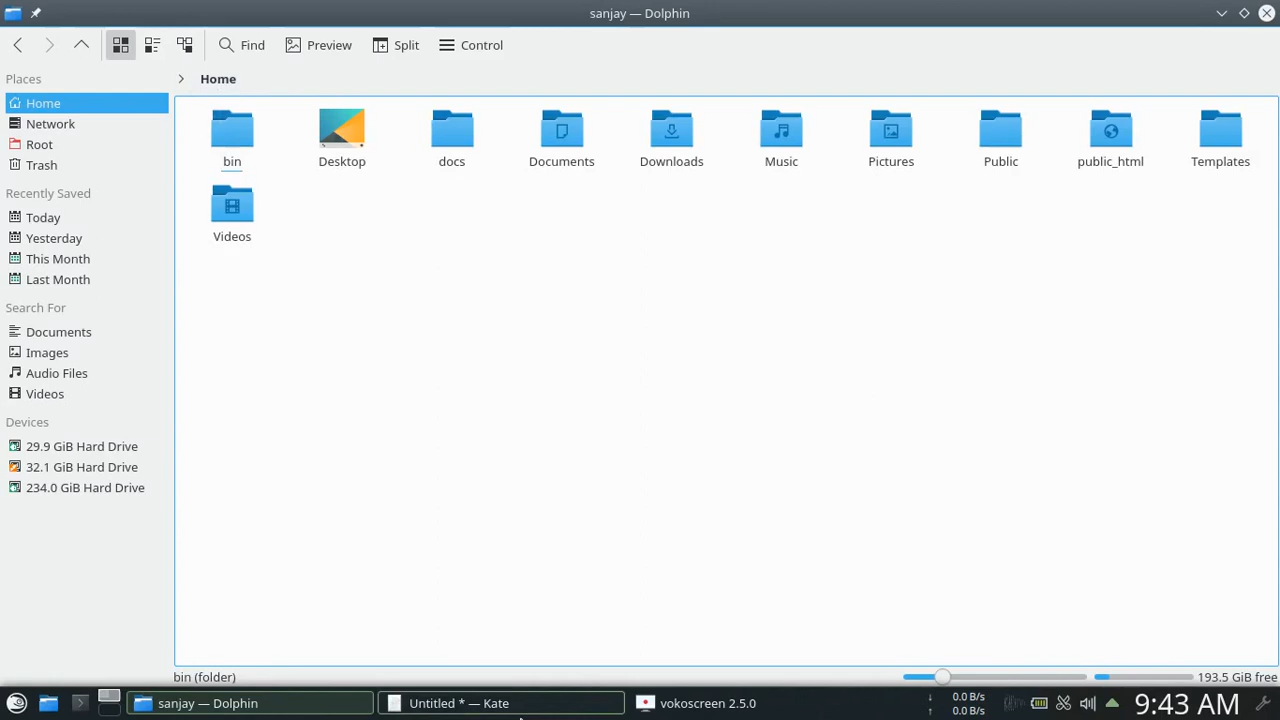 sanjay — Dolphin
Find
Preview
Split
Control
Places
Home
Network
Root
Trash
Recently Saved
Today
Yesterday
This Month
Last Month
Search For
Documents
Images
Audio Files
Videos
Devices
29.9 GiB Hard Drive
32.1 GiB Hard Drive
234.0 GiB Hard Drive
Home
bin
Desktop
docs
Documents
Downloads
Music
Pictures
Public
public_html
Templates
Videos
bin (folder)
193.5 GiB free
sanjay — Dolphin
Untitled * — Kate
vokoscreen 2.5.0
0.0 B/s
0.0 B/s
9:43 AM